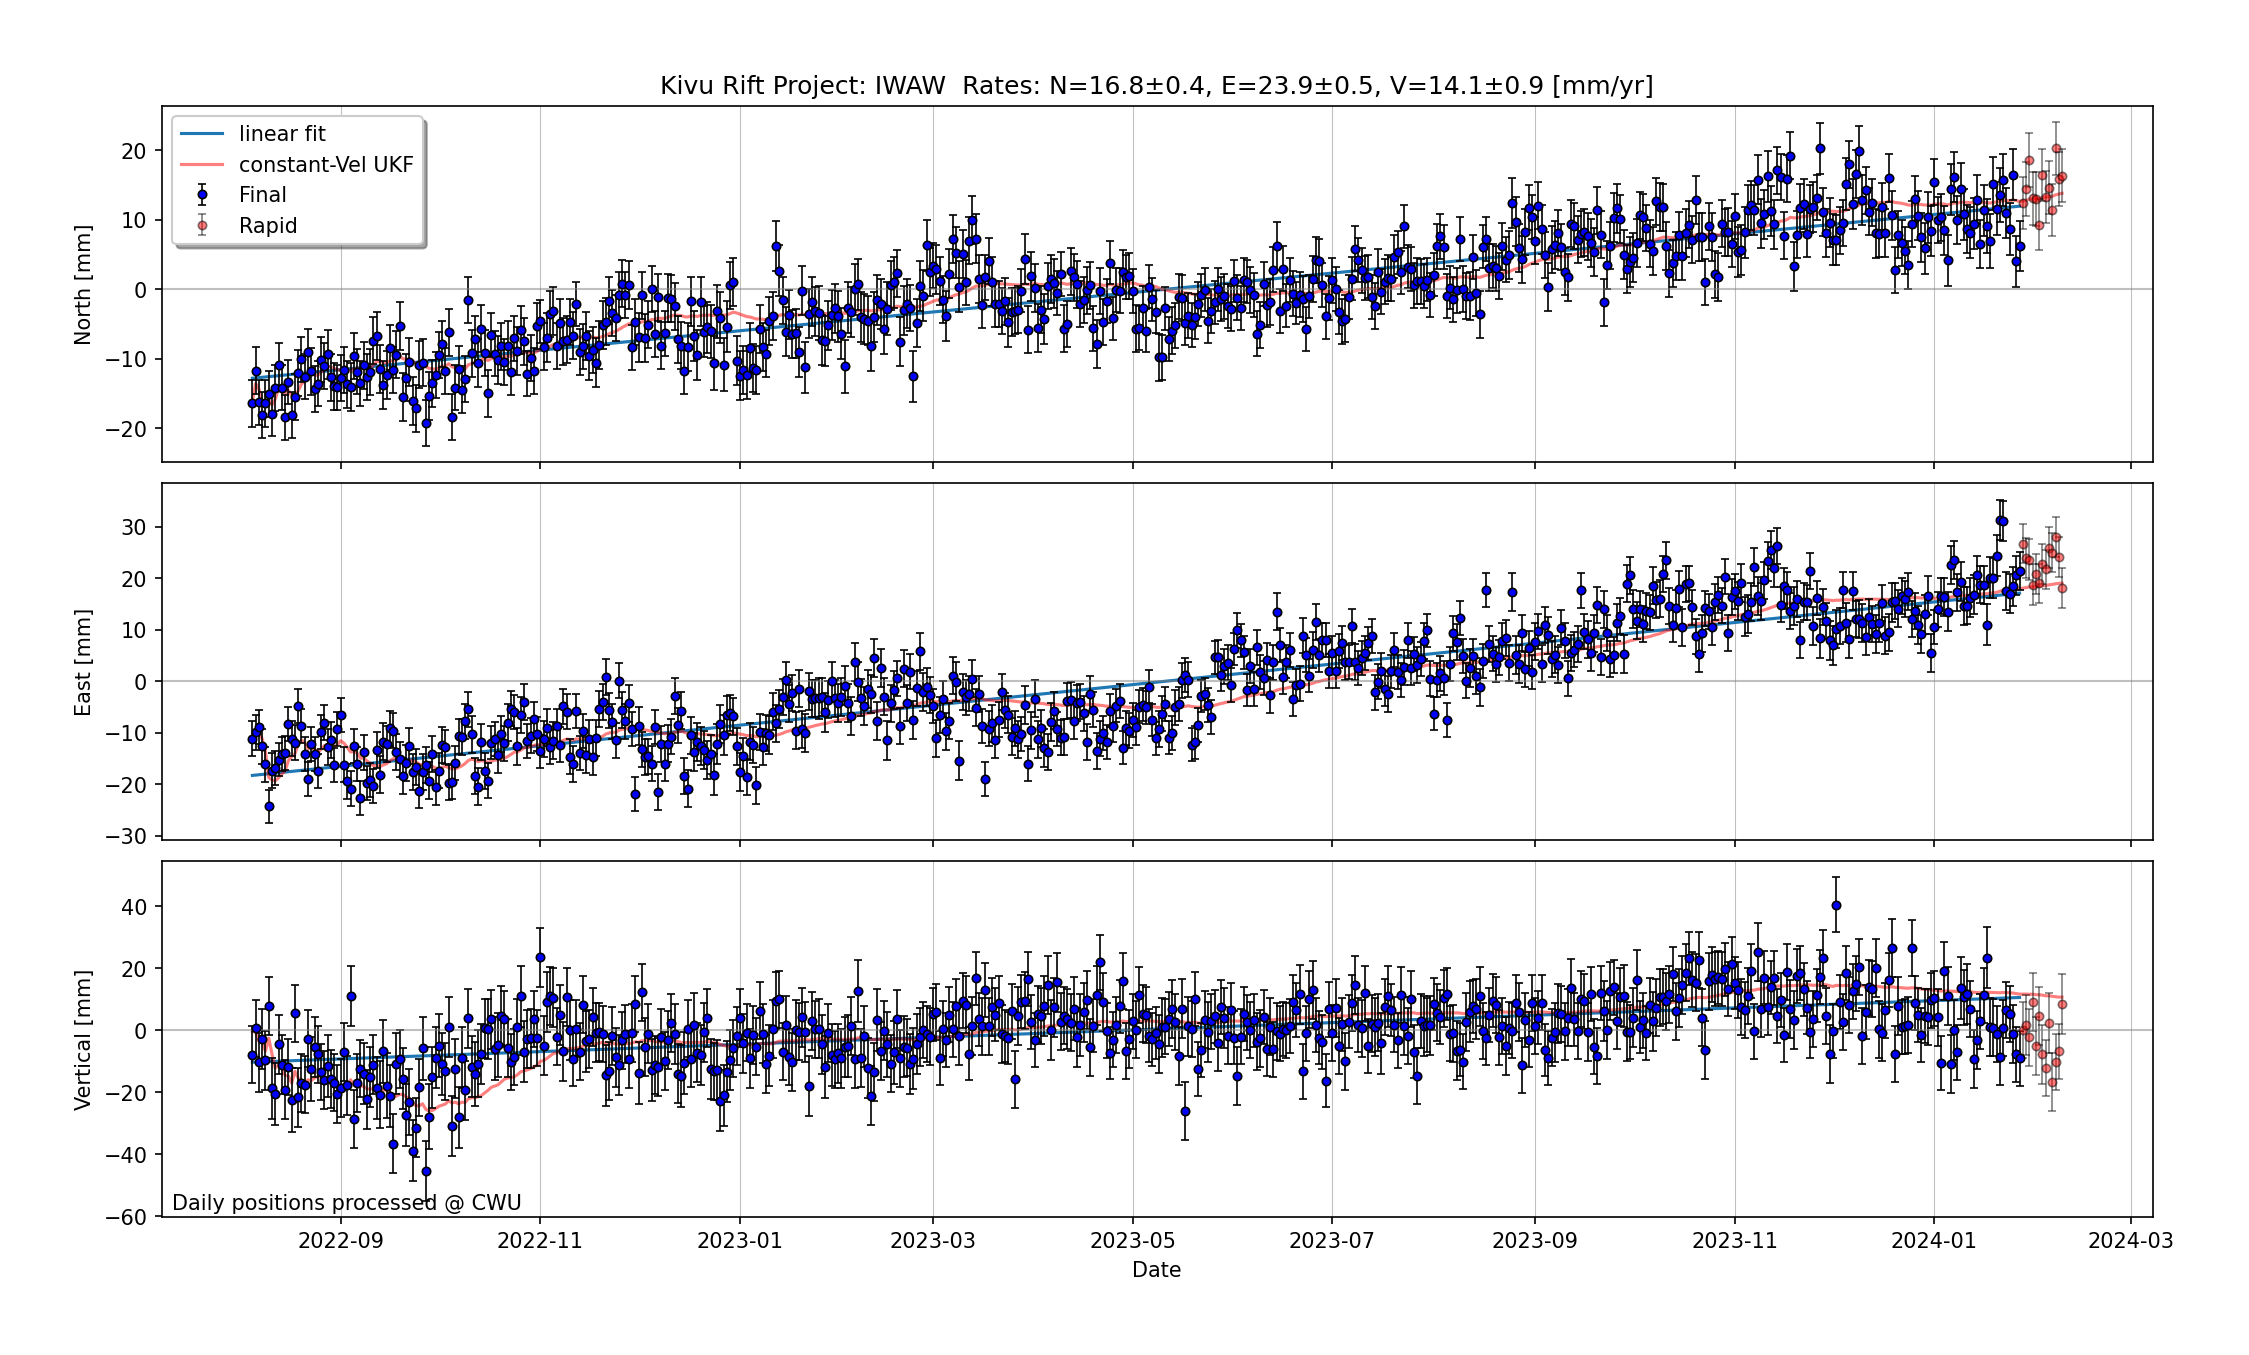 Kivu Rift Project: IWAW  Rates: N=16.8±0.4, E=23.9±0.5, V=14.1±0.9 [mm/yr]
linear fit
constant-Vel UKF
Final
Rapid
North [mm]
20
10
0
−10
−20
East [mm]
30
20
10
0
−10
−20
−30
Vertical [mm]
40
20
0
−20
−40
−60
Daily positions processed @ CWU
2022-09 2022-11 2023-01 2023-03 2023-05 2023-07 2023-09 2023-11 2024-01 2024-03
Date